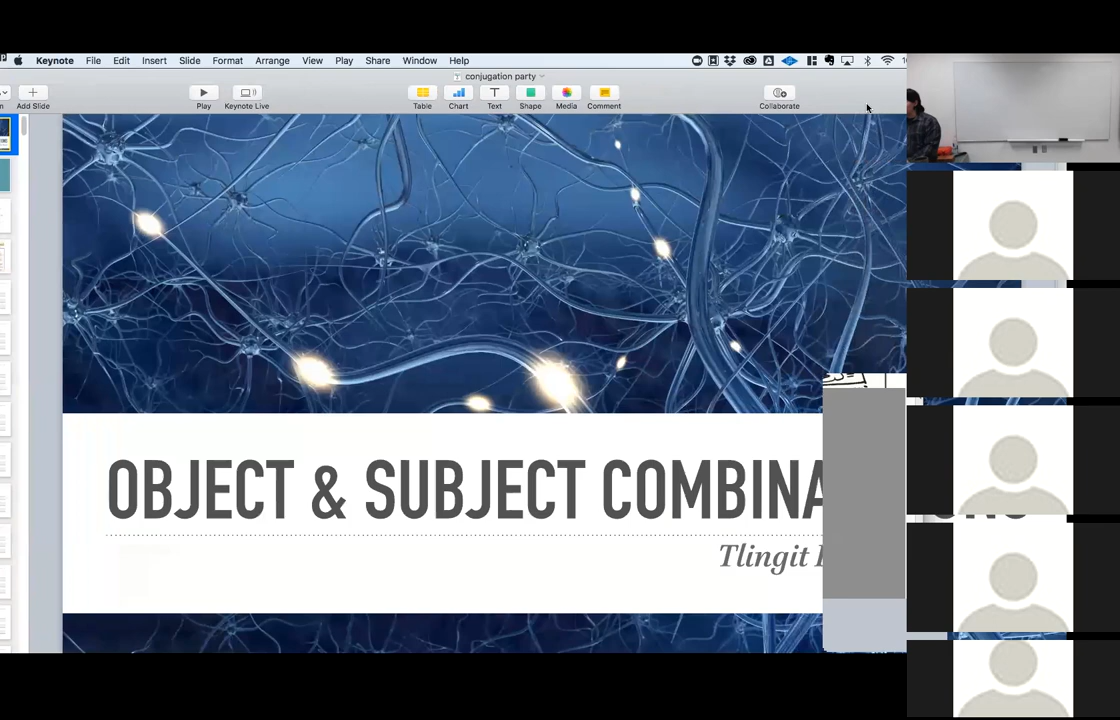 Keynote File Edit Insert Slide Format Arrange View Play Share Window Help
conjugation party
Add Slide Play Keynote Live Table Chart Text Shape Media Comment Collaborate
OBJECT & SUBJECT COMBINA
Tlingit